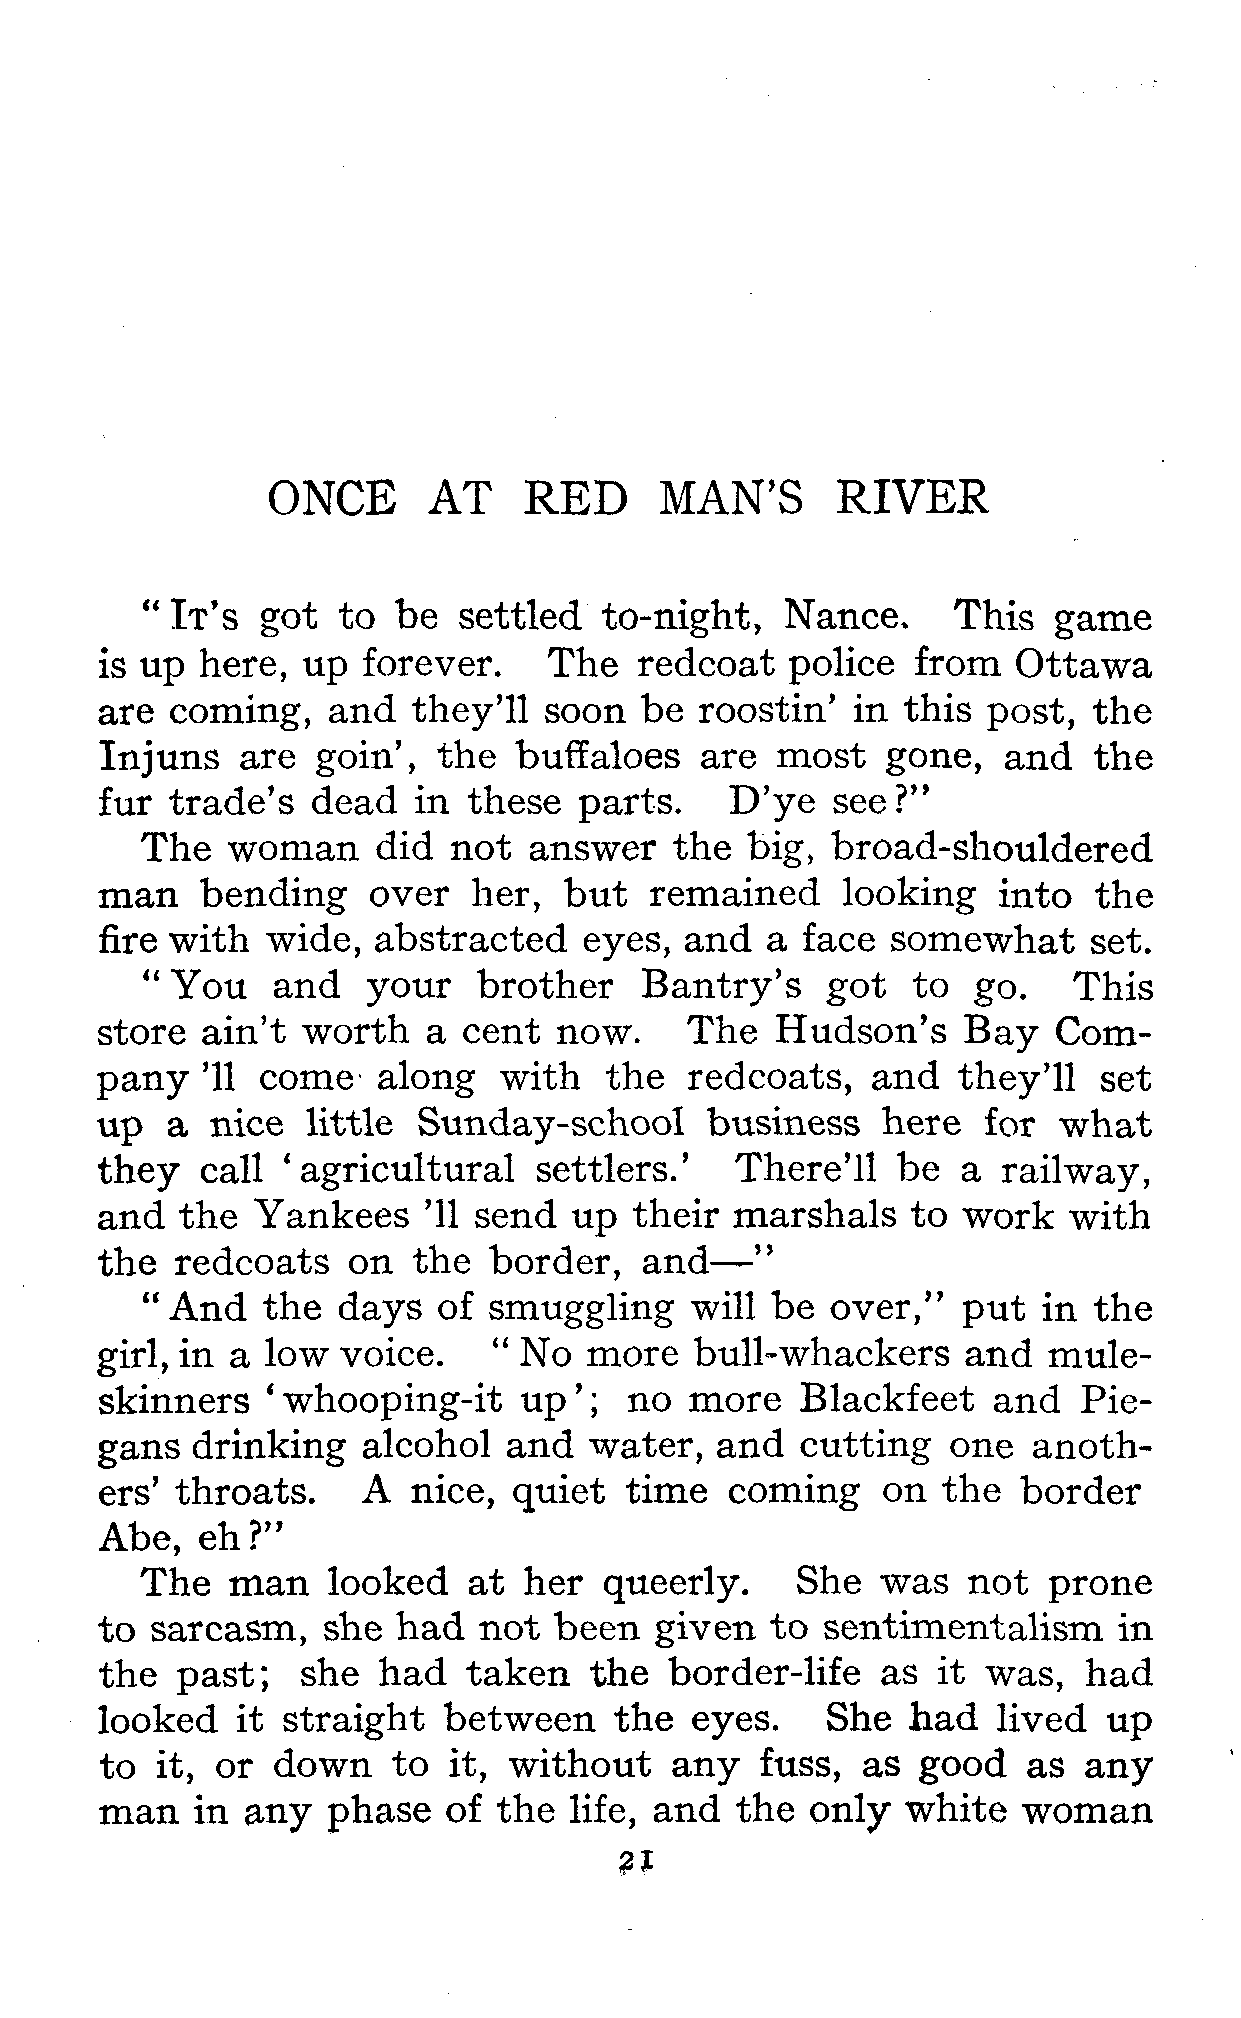 ONCE AT RED MAN'S RIVER
“IT'S got to be settled to-night, Nance. This game
is up here, up forever. The redcoat police from Ottawa
are coming, and they'll soon be roostin' in this post, the
Injuns are goin', the buffaloes are most gone, and the
fur trade's dead in these parts. D'ye see?”
The woman did not answer the big, broad-shouldered
man bending over her, but remained looking into the
fire with wide, abstracted eyes, and a face somewhat set.
“You and your brother Bantry's got to go. This
store ain't worth a cent now. The Hudson's Bay Com-
pany 'll come along with the redcoats, and they'll set
up a nice little Sunday-school business here for what
they call ‘agricultural settlers.’ There'll be a railway,
and the Yankees 'll send up their marshals to work with
the redcoats on the border, and—”
“And the days of smuggling will be over,” put in the
girl, in a low voice. “No more bull-whackers and mule-
skinners ‘whooping-it up’; no more Blackfeet and Pie-
gans drinking alcohol and water, and cutting one anoth-
ers' throats. A nice, quiet time coming on the border
Abe, eh?”
The man looked at her queerly. She was not prone
to sarcasm, she had not been given to sentimentalism in
the past; she had taken the border-life as it was, had
looked it straight between the eyes. She had lived up
to it, or down to it, without any fuss, as good as any
man in any phase of the life, and the only white woman
21